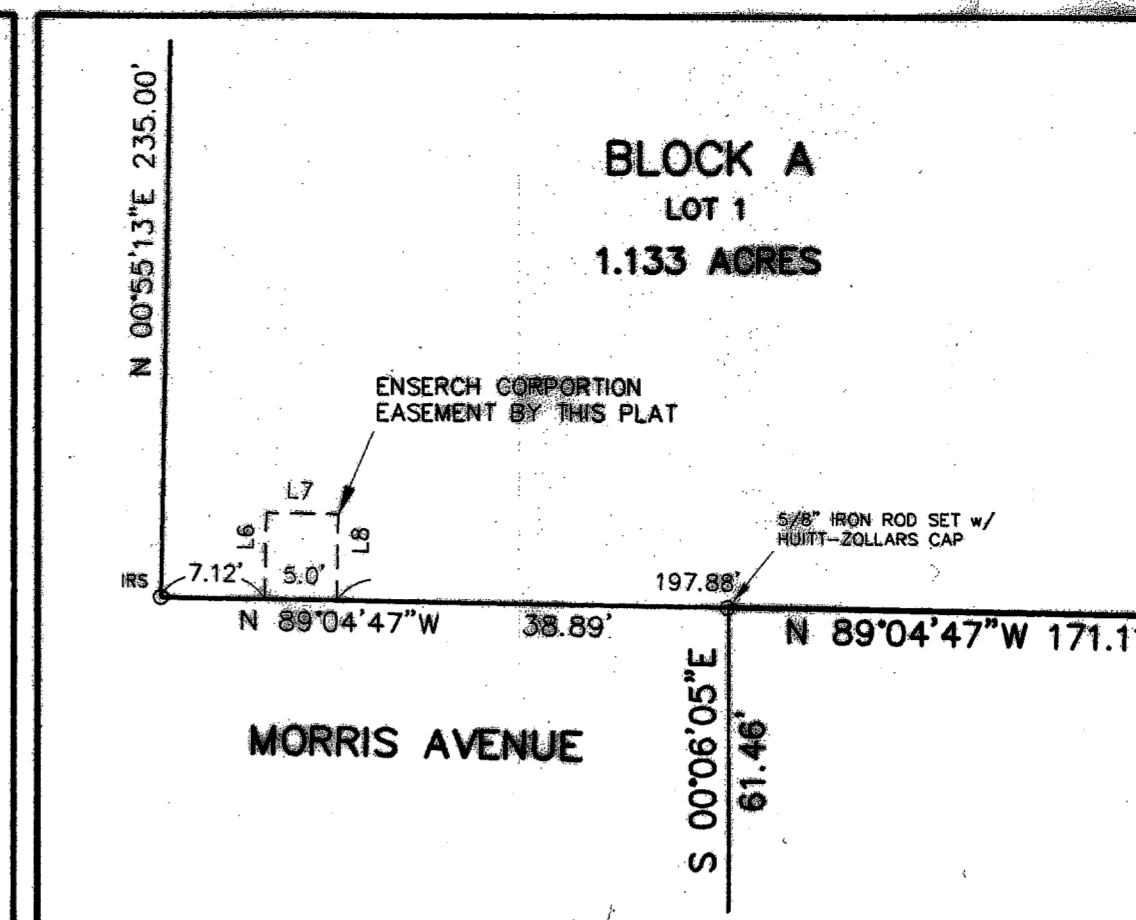 N 00°55'13"E 235.00'
BLOCK A
LOT 1
1.133 ACRES
ENSERCH CORPORTION
EASEMENT BY THIS PLAT
L7
L6
L8
5/8" IRON ROD SET w/
HUITT-ZOLLARS CAP
IRS
7.12'
5.0'
197.88'
N 89°04'47"W 38.89'
N 89°04'47"W 171.1
MORRIS AVENUE
S 00°06'05"E
61.46'